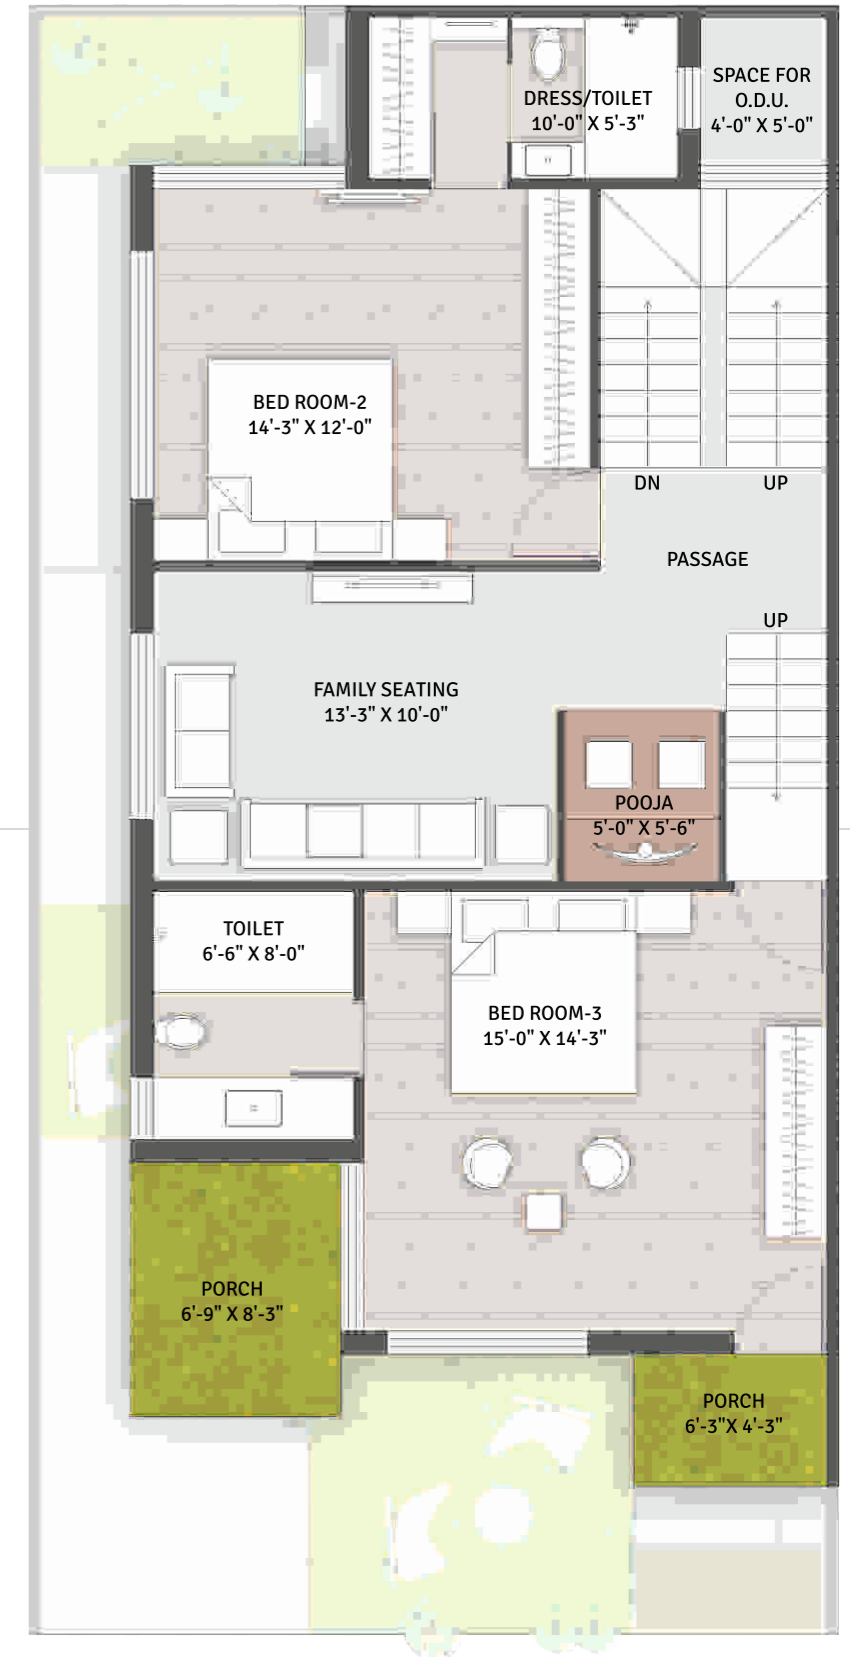 DRESS/TOILET
10'-0" X 5'-3"
SPACE FOR
O.D.U.
4'-0" X 5'-0"
BED ROOM-2
14'-3" X 12'-0"
DN
UP
PASSAGE
UP
FAMILY SEATING
13'-3" X 10'-0"
POOJA
5'-0" X 5'-6"
TOILET
6'-6" X 8'-0"
BED ROOM-3
15'-0" X 14'-3"
PORCH
6'-9" X 8'-3"
PORCH
6'-3"X 4'-3"